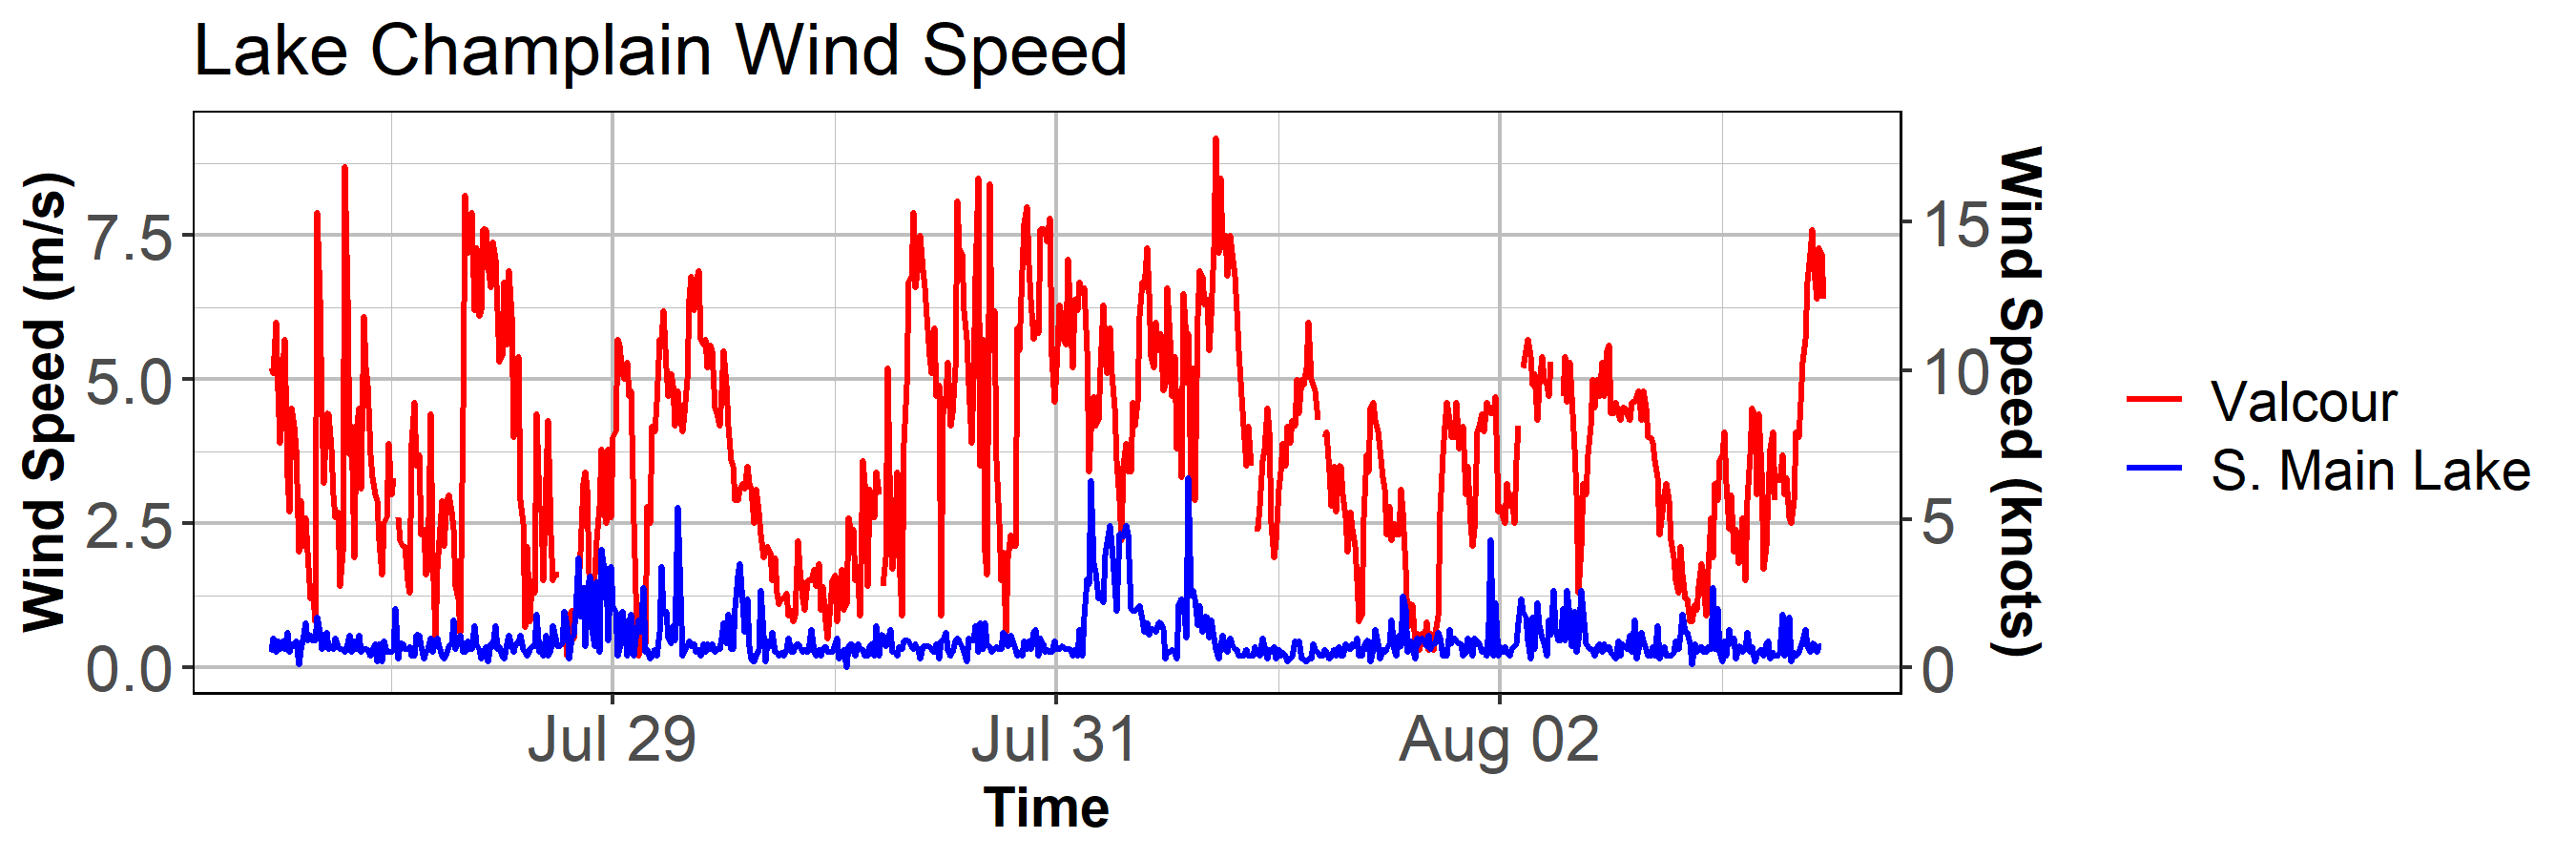 Lake Champlain Wind Speed
Wind Speed (m/s)
7.5
5.0
2.5
0.0
15
10
5
0
Wind Speed (knots)
Jul 29
Jul 31
Aug 02
Time
Valcour
S. Main Lake